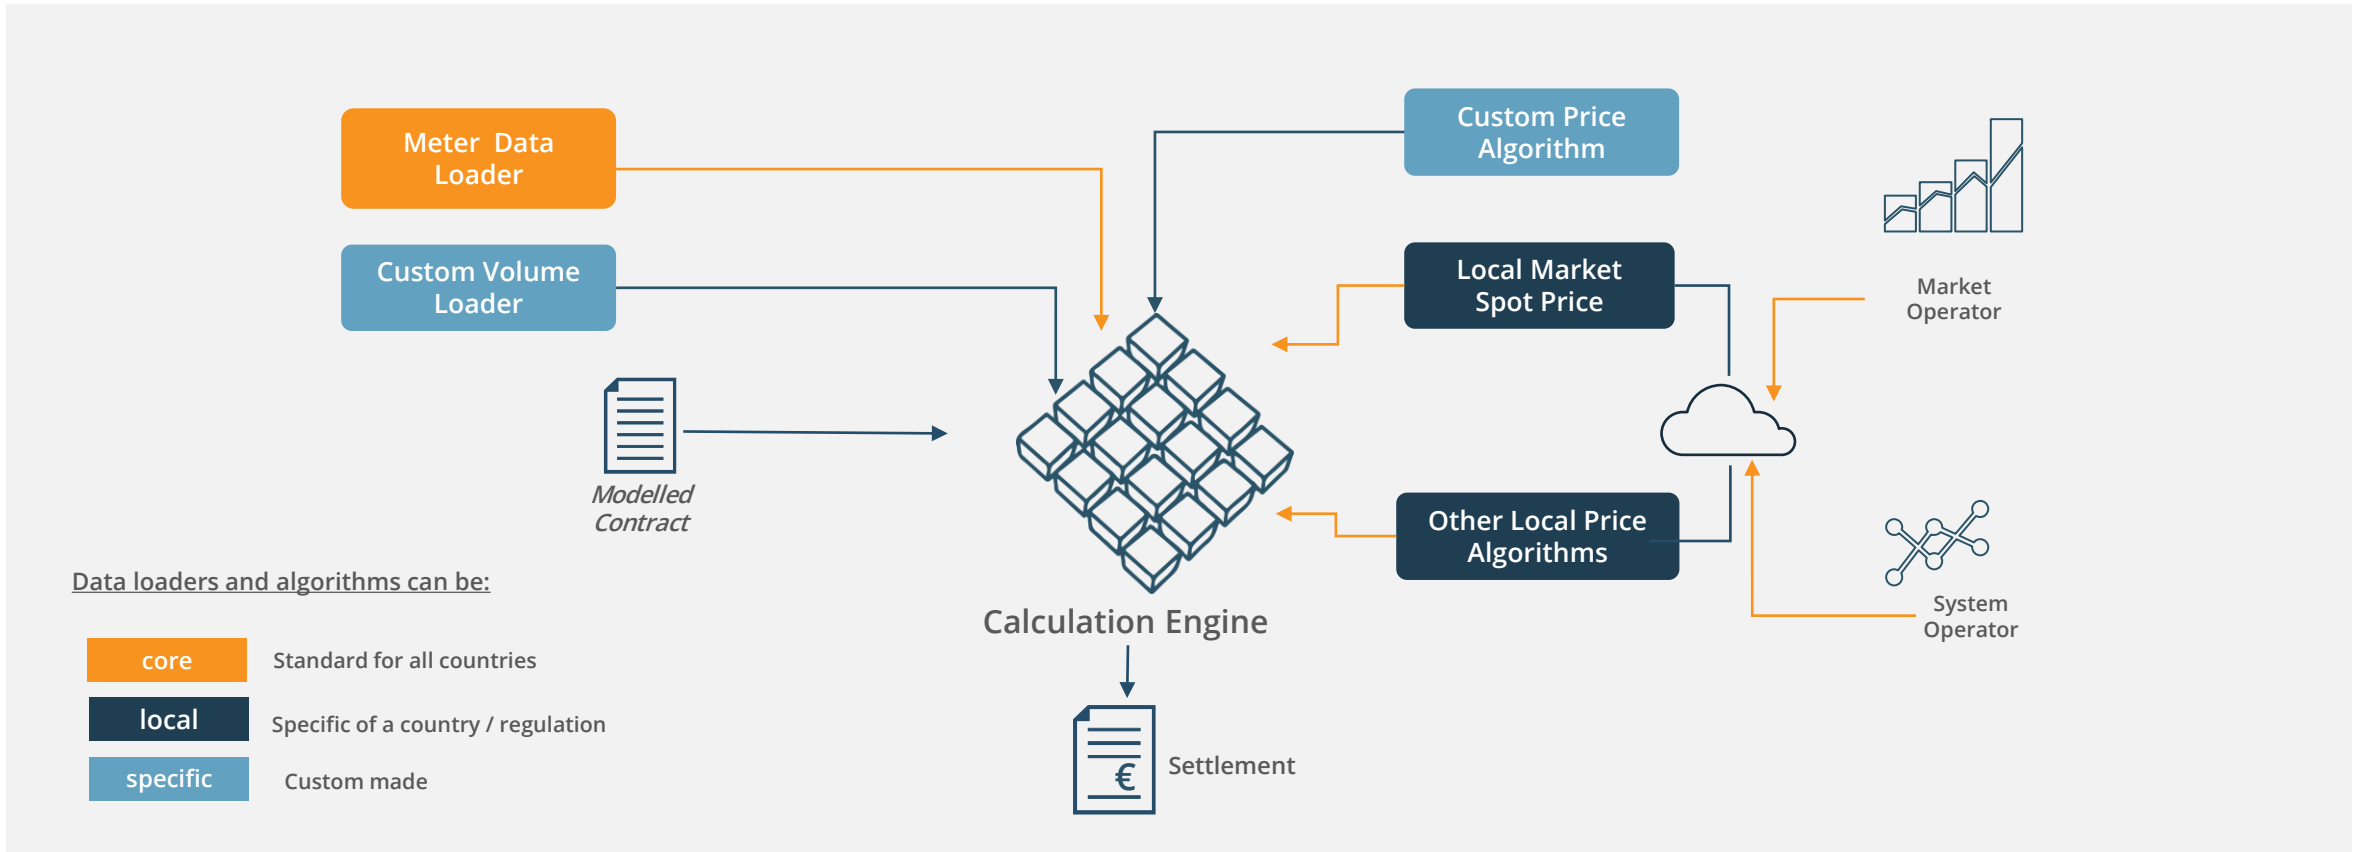 Meter Data
Loader
Custom Volume
Loader
Modelled
Contract
Custom Price
Algorithm
Local Market
Spot Price
Other Local Price
Algorithms
Market
Operator
System
Operator
Calculation Engine
€
Settlement
Data loaders and algorithms can be:
core
Standard for all countries
local
Specific of a country / regulation
specific
Custom made